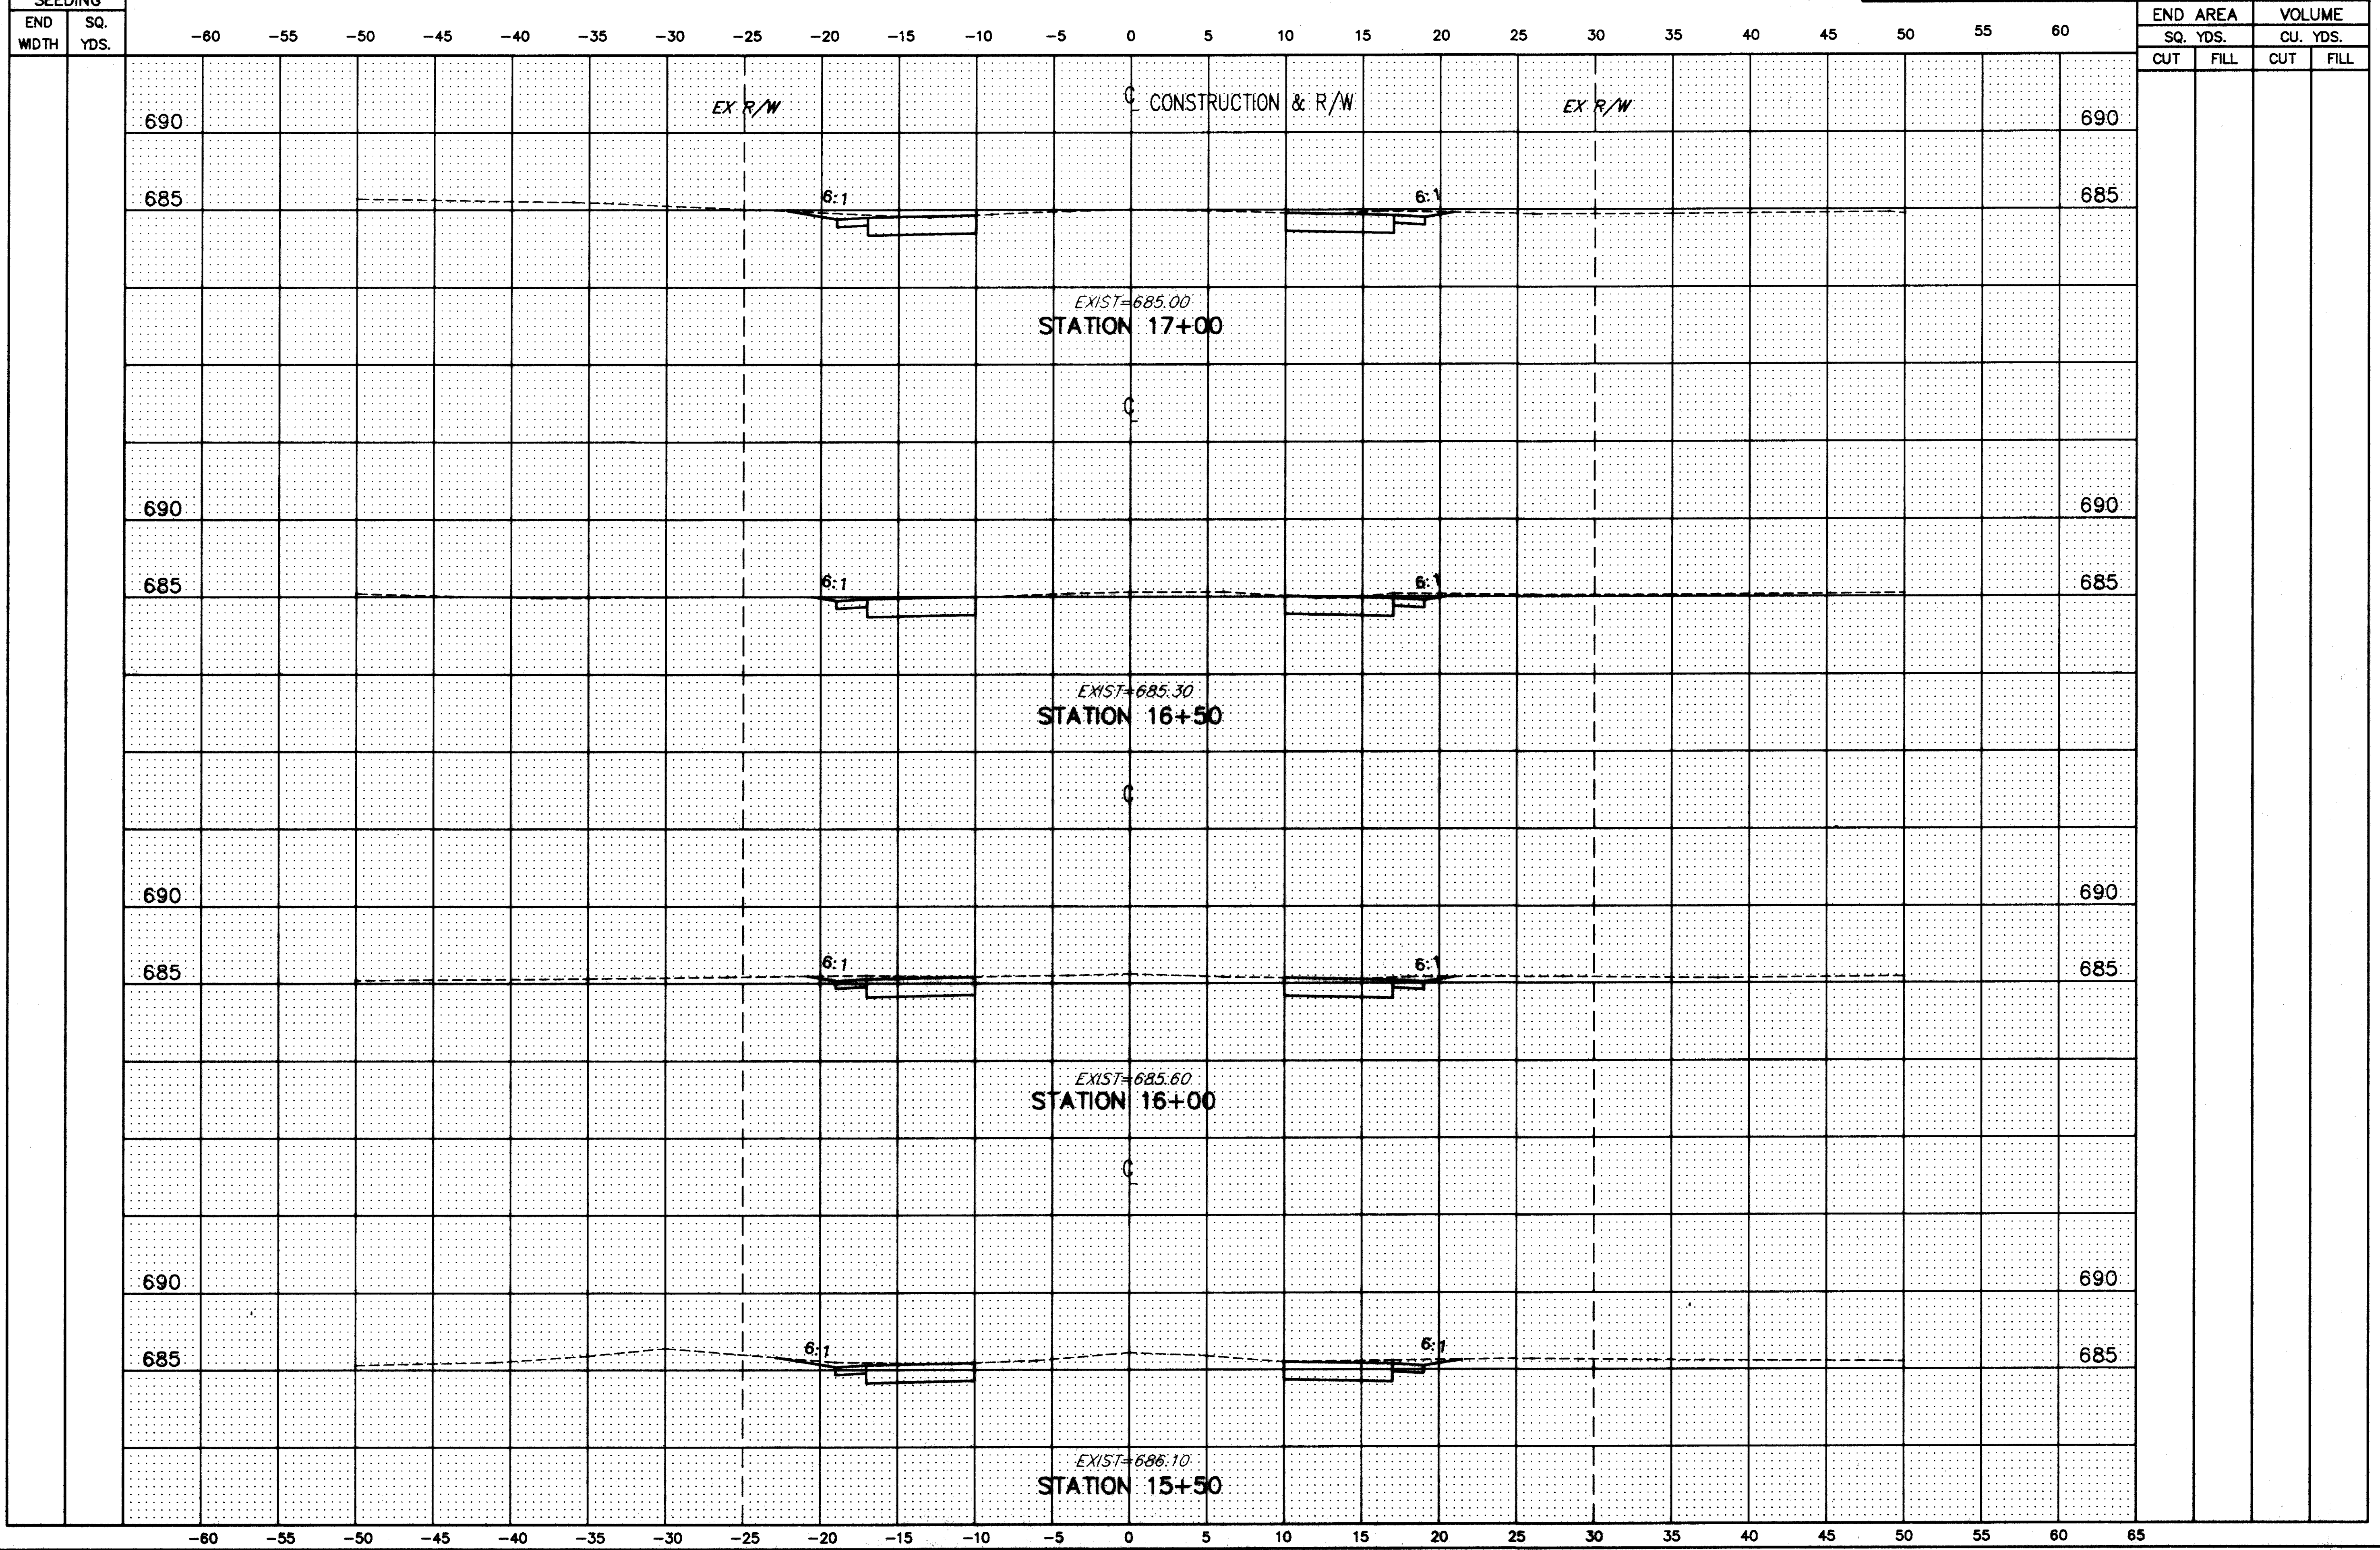 SEEDING
END WIDTH SQ. YDS.
-60 -55 -50 -45 -40 -35 -30 -25 -20 -15 -10 -5 0 5 10 15 20 25 30 35 40 45 50 55 60
END AREA VOLUME
SQ. YDS. CU. YDS.
CUT FILL CUT FILL
EX R/W ℄ CONSTRUCTION & R/W EX R/W
690 690
685 6:1 6:1 685
EXIST=685.00
STATION 17+00
℄
690 690
685 6:1 6:1 685
EXIST=685.30
STATION 16+50
℄
690 690
685 6:1 6:1 685
EXIST=685.60
STATION 16+00
℄
690 690
685 6:1 6:1 685
EXIST=686.10
STATION 15+50
-60 -55 -50 -45 -40 -35 -30 -25 -20 -15 -10 -5 0 5 10 15 20 25 30 35 40 45 50 55 60 65